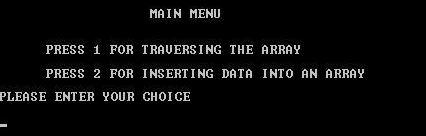 MAIN MENU
PRESS 1 FOR TRAVERSING THE ARRAY
PRESS 2 FOR INSERTING DATA INTO AN ARRAY
PLEASE ENTER YOUR CHOICE